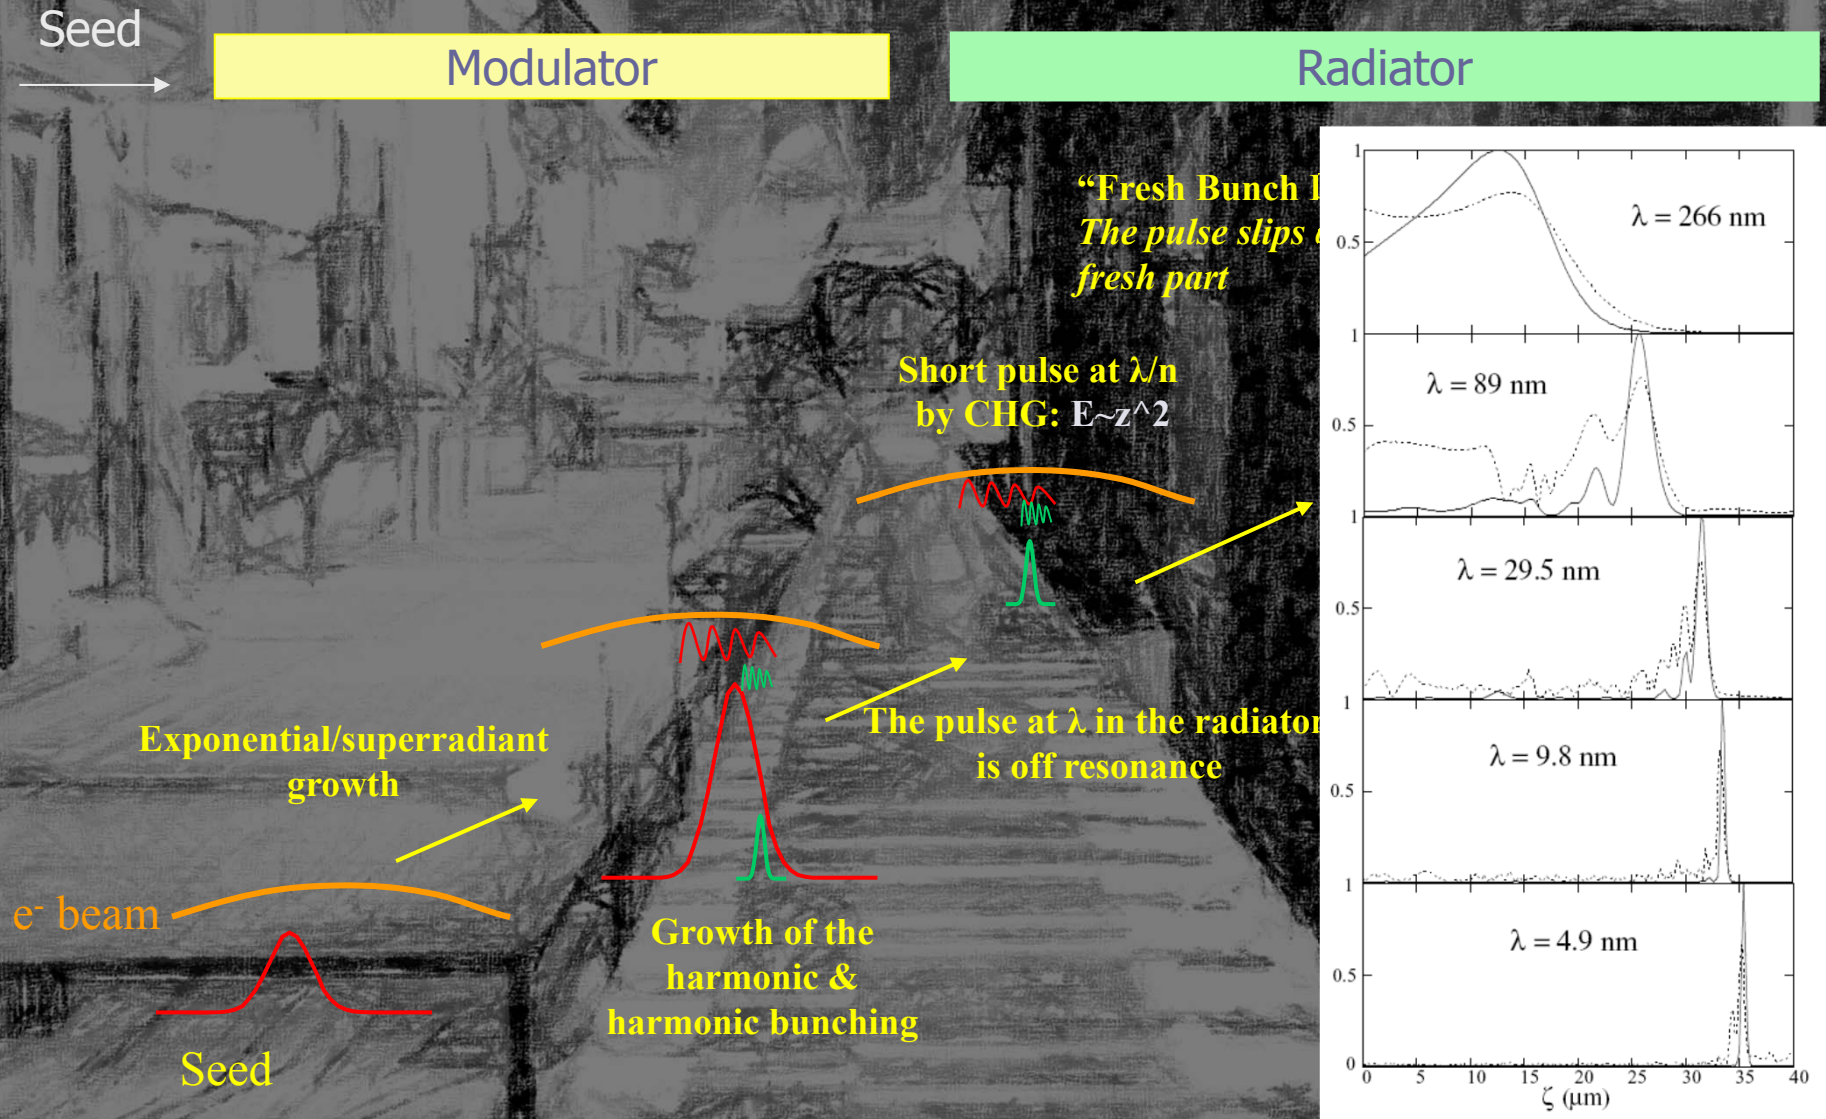 Seed
Modulator
Radiator
“Fresh Bunch
The pulse slips
fresh part
Short pulse at λ/n
by CHG: E~z^2
Exponential/superradiant
growth
The pulse at λ in the radiator
is off resonance
e- beam
Growth of the
harmonic &
harmonic bunching
Seed
1
λ = 266 nm
0.5
1
λ = 89 nm
0.5
1
λ = 29.5 nm
0.5
1
λ = 9.8 nm
0.5
1
λ = 4.9 nm
0.5
0
0 5 10 15 20 25 30 35 40
ζ (μm)